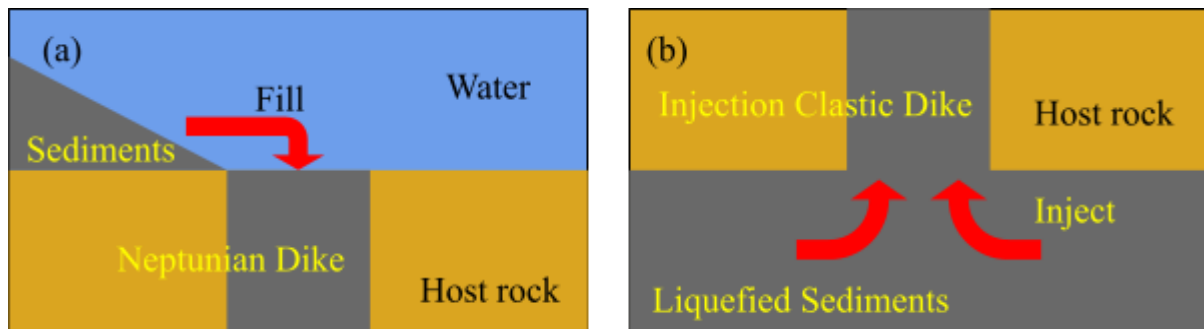 (a)
Water
Fill
Sediments
Neptunian Dike
Host rock
(b)
Injection Clastic Dike
Host rock
Inject
Liquefied Sediments